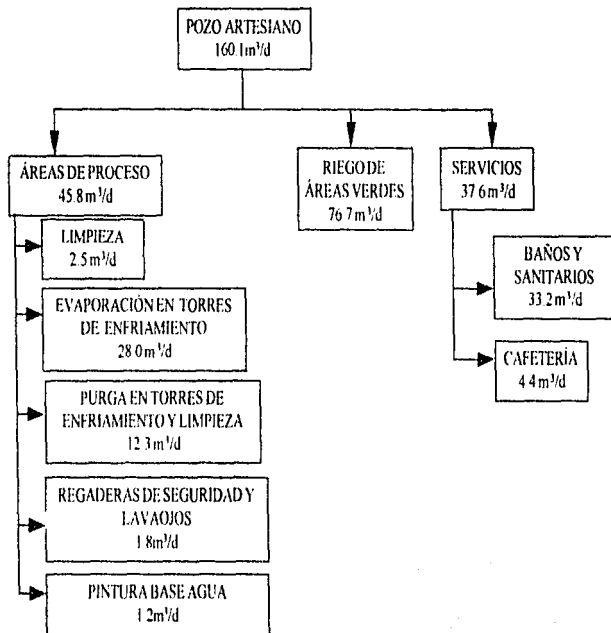 POZO ARTESIANO
160.1m³/d
ÁREAS DE PROCESO
45.8m³/d
RIEGO DE
ÁREAS VERDES
76.7m³/d
SERVICIOS
37.6m³/d
LIMPIEZA
2.5m³/d
EVAPORACIÓN EN TORRES
DE ENFRIAMIENTO
28.0m³/d
PURGA EN TORRES DE
ENFRIAMIENTO Y LIMPIEZA
12.3m³/d
REGADERAS DE SEGURIDAD Y
LAVAOJOS
1.8m³/d
PINTURA BASE AGUA
1.2m³/d
BAÑOS Y
SANITARIOS
33.2m³/d
CAFETERÍA
4.4m³/d